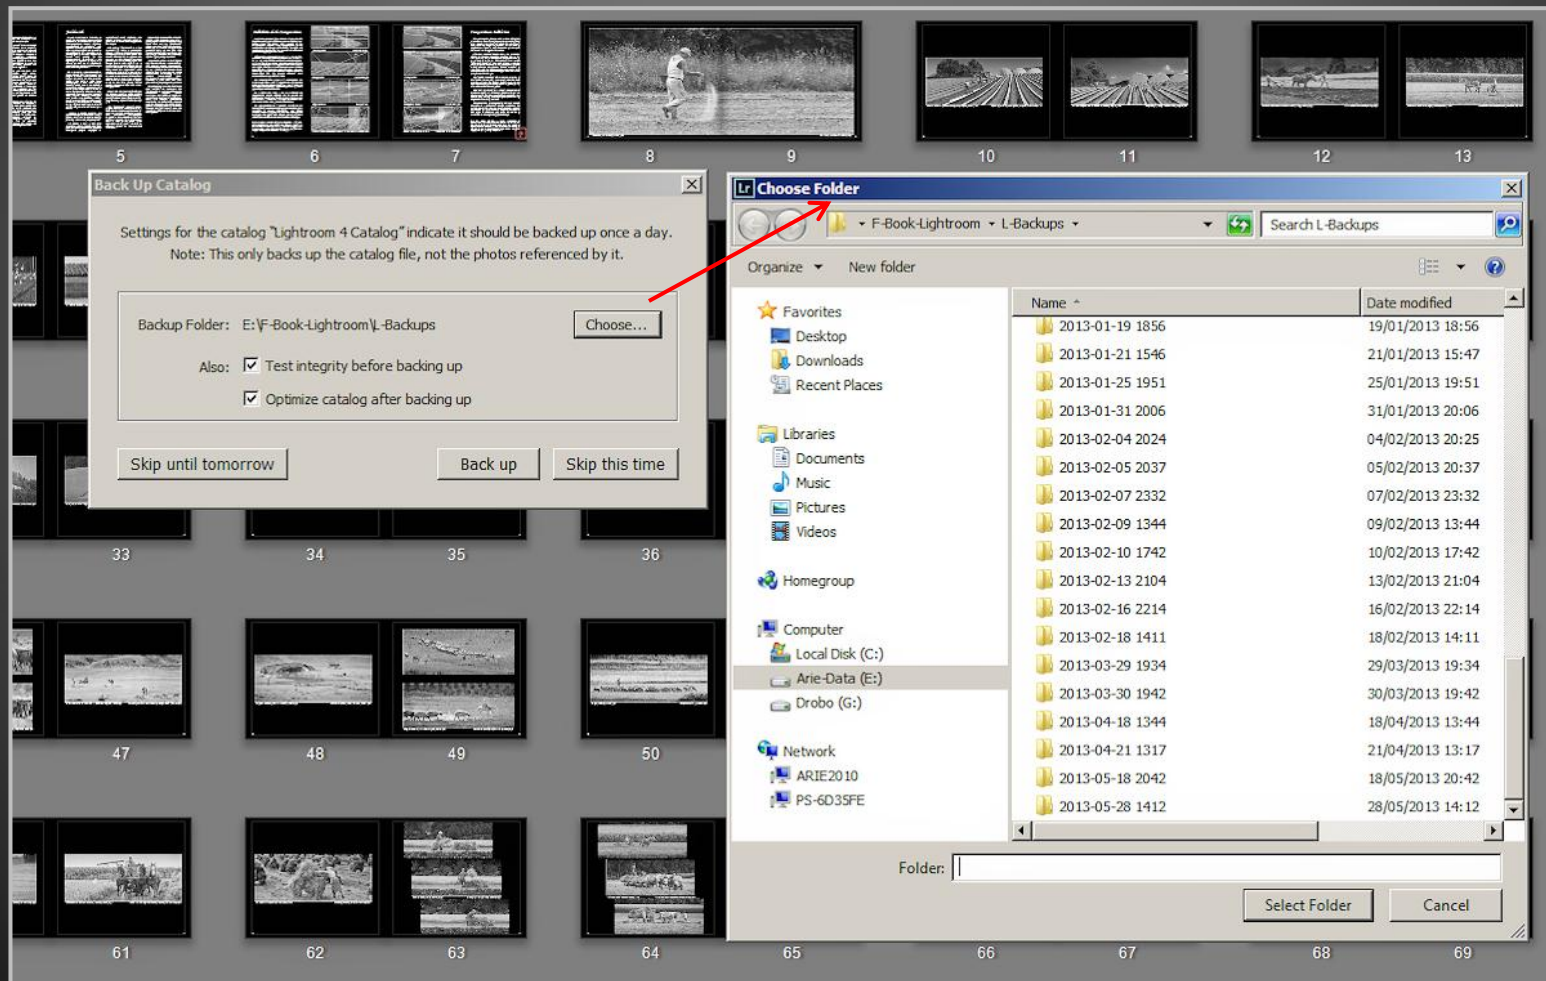 5
6
7
8
9
10
11
12
13
Back Up Catalog
Settings for the catalog "Lightroom 4 Catalog" indicate it should be backed up once a day.
Note: This only backs up the catalog file, not the photos referenced by it.
Backup Folder: E:\F-Book-Lightroom\L-Backups
Choose...
Also: Test integrity before backing up
Optimize catalog after backing up
Skip until tomorrow
Back up
Skip this time
Lr Choose Folder
F-Book-Lightroom
L-Backups
Search L-Backups
Organize
New folder
Favorites
Desktop
Downloads
Recent Places
Libraries
Documents
Music
Pictures
Videos
Homegroup
Computer
Local Disk (C:)
Arie-Data (E:)
Drobo (G:)
Network
ARIE2010
PS-6D35FE
Name Date modified
2013-01-19 1856 19/01/2013 18:56
2013-01-21 1546 21/01/2013 15:47
2013-01-25 1951 25/01/2013 19:51
2013-01-31 2006 31/01/2013 20:06
2013-02-04 2024 04/02/2013 20:25
2013-02-05 2037 05/02/2013 20:37
2013-02-07 2332 07/02/2013 23:32
2013-02-09 1344 09/02/2013 13:44
2013-02-10 1742 10/02/2013 17:42
2013-02-13 2104 13/02/2013 21:04
2013-02-16 2214 16/02/2013 22:14
2013-02-18 1411 18/02/2013 14:11
2013-03-29 1934 29/03/2013 19:34
2013-03-30 1942 30/03/2013 19:42
2013-04-18 1344 18/04/2013 13:44
2013-04-21 1317 21/04/2013 13:17
2013-05-18 2042 18/05/2013 20:42
2013-05-28 1412 28/05/2013 14:12
Folder:
Select Folder
Cancel
33
34
35
36
47
48
49
50
61
62
63
64
65
66
67
68
69